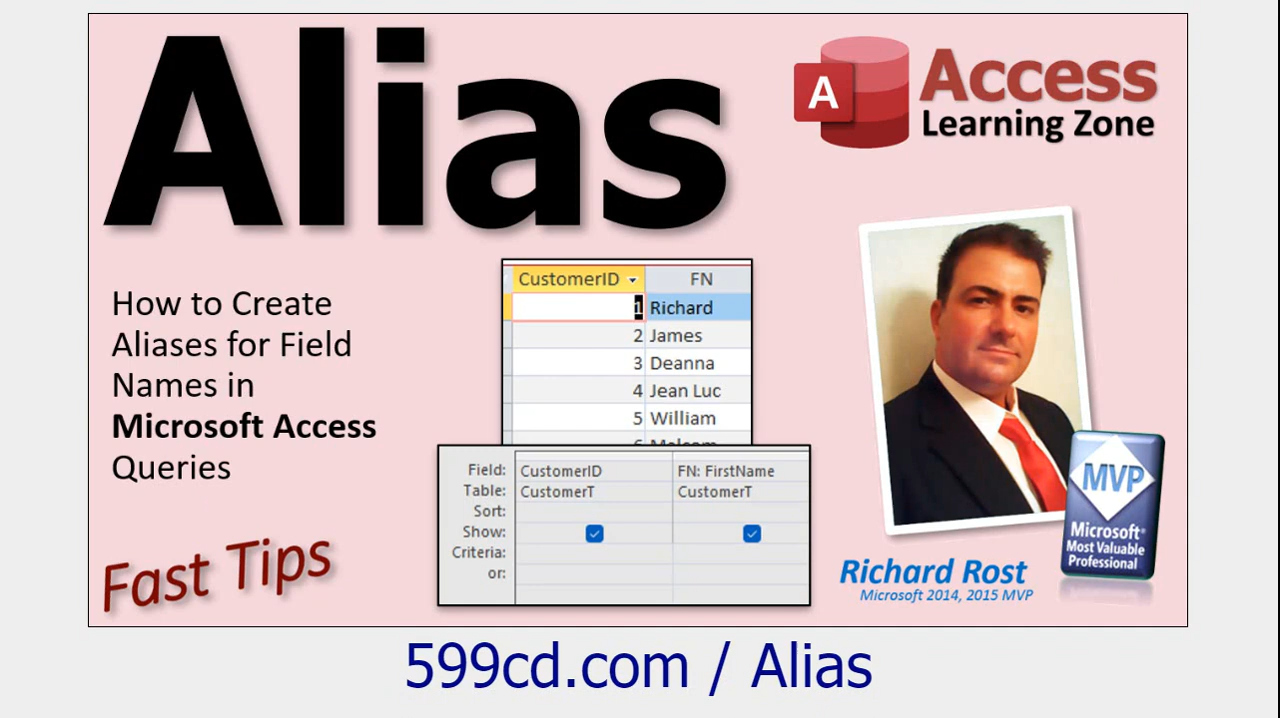 Alias
A
Access
Learning Zone
How to Create
Aliases for Field
Names in
Microsoft Access
Queries
Fast Tips
CustomerID FN
1 Richard
2 James
3 Deanna
4 Jean Luc
5 William
Field: CustomerID FN: FirstName
Table: CustomerT CustomerT
Sort:
Show:
Criteria:
or:
MVP
Microsoft®
Most Valuable
Professional
Richard Rost
Microsoft 2014, 2015 MVP
599cd.com / Alias